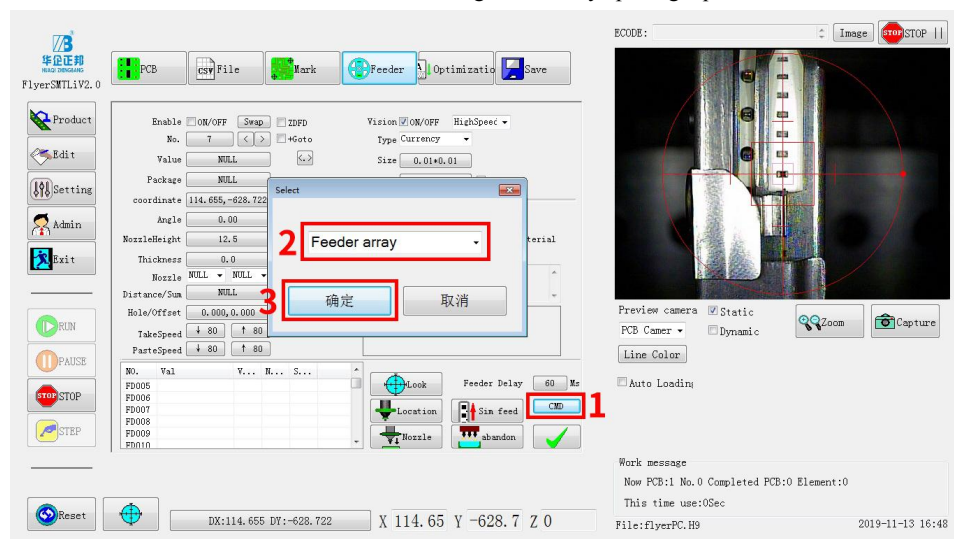 ECODE:
Image
STOP STOP ||
华企正邦
HUAQI ZHENGBANG
FlyerSMTLiV2. 0
PCB
CSV File
Mark
Feeder
Optimizatio
Save
Product
Edit
Setting
Admin
Exit
RUN
PAUSE
STOP STOP
STEP
Reset
Enable ON/OFF Swap ZDFD
No. 7 < > +Goto
Value NULL <.>
Package NULL
coordinate 114.655,-628.722
Angle 0.00
NozzleHeight 12.5
Thickness 0.0
Nozzle NULL NULL
Distance/Sum NULL
Hole/Offset 0.000,0.000
TakeSpeed 80 80
PasteSpeed 80 80
Vision ON/OFF HighSpeed
Type Currency
Size 0.01*0.01
terial
Select
2 Feeder array
3 确定 取消
NO. Val V... N... S...
FD005
FD006
FD007
FD008
FD009
FD010
Look Feeder Delay 60 Ms
Location Sim feed CMD 1
Nozzle abandon
Preview camera Static
PCB Camer Dynamic
Zoom
Capture
Line Color
Auto Loading
Work message
Now PCB:1 No. 0 Completed PCB:0 Element:0
This time use:0Sec
DX:114.655 DY:-628.722
X 114.65 Y -628.7 Z 0
File:flyerPC.H9
2019-11-13 16:48